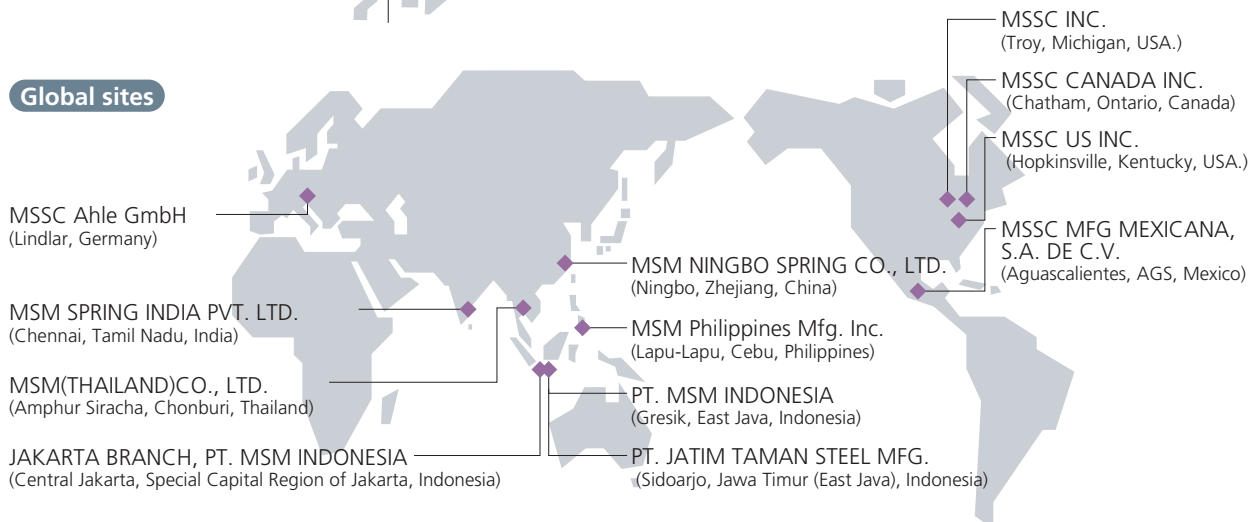 Global sites
MSSC Ahle GmbH
(Lindlar, Germany)
MSM SPRING INDIA PVT. LTD.
(Chennai, Tamil Nadu, India)
MSM(THAILAND)CO., LTD.
(Amphur Siracha, Chonburi, Thailand)
JAKARTA BRANCH, PT. MSM INDONESIA
(Central Jakarta, Special Capital Region of Jakarta, Indonesia)
MSM NINGBO SPRING CO., LTD.
(Ningbo, Zhejiang, China)
MSM Philippines Mfg. Inc.
(Lapu-Lapu, Cebu, Philippines)
PT. MSM INDONESIA
(Gresik, East Java, Indonesia)
PT. JATIM TAMAN STEEL MFG.
(Sidoarjo, Jawa Timur (East Java), Indonesia)
MSSC INC.
(Troy, Michigan, USA.)
MSSC CANADA INC.
(Chatham, Ontario, Canada)
MSSC US INC.
(Hopkinsville, Kentucky, USA.)
MSSC MFG MEXICANA,
S.A. DE C.V.
(Aguascalientes, AGS, Mexico)